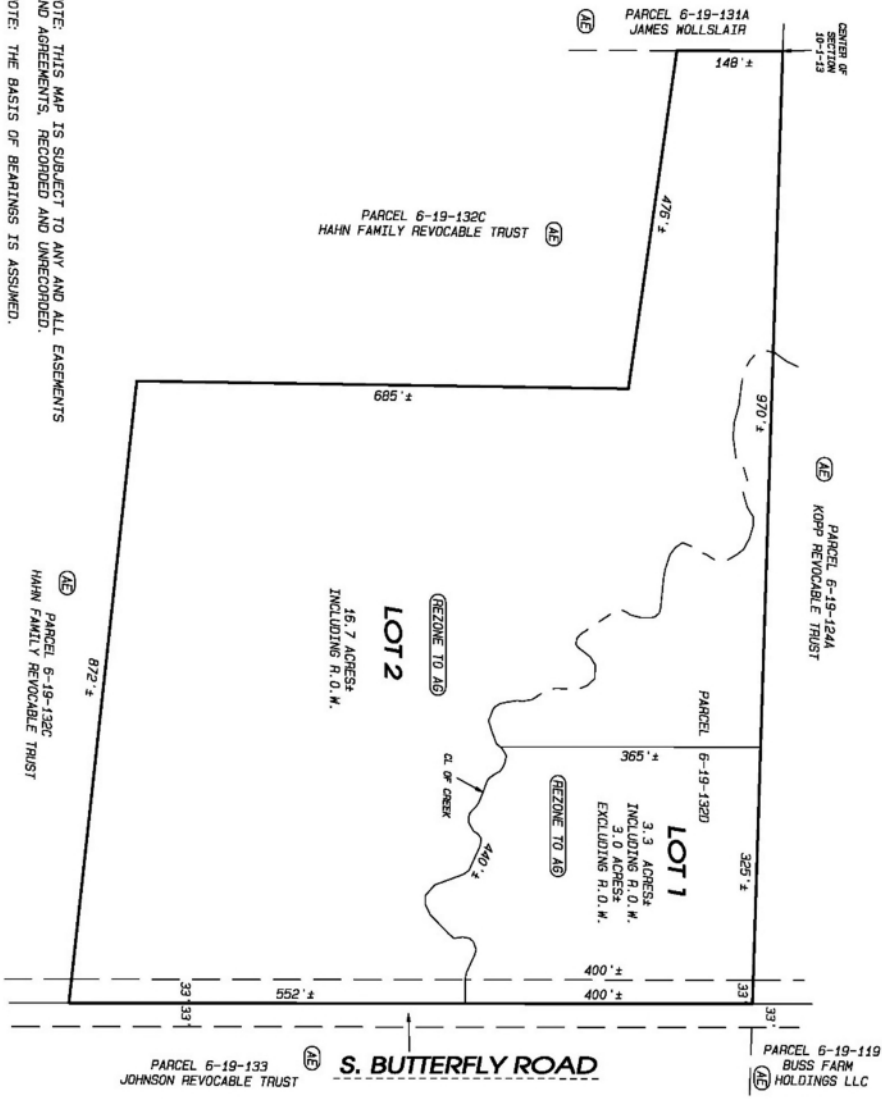 CENTER OF
SECTION
10-1-13
PARCEL 6-19-131A
JAMES WOLLSLAIR
AE
148'±
476'±
PARCEL 6-19-132C
HAHN FAMILY REVOCABLE TRUST
AE
970'±
AE
PARCEL 6-19-124A
KOPP REVOCABLE TRUST
685'±
OTE: THIS MAP IS SUBJECT TO ANY AND ALL EASEMENTS
ND AGREEMENTS, RECORDED AND UNRECORDED.
OTE: THE BASIS OF BEARINGS IS ASSUMED.
REZONE TO AG
LOT 2
16.7 ACRES±
INCLUDING R.O.W.
PARCEL 6-19-132D
365'±
325'±
LOT 1
3.3 ACRES±
INCLUDING R.O.W.
3.0 ACRES±
EXCLUDING R.O.W.
REZONE TO AG
CL OF CREEK
440'±
872'±
AE
PARCEL 6-19-132C
HAHN FAMILY REVOCABLE TRUST
400'±
400'±
552'±
33'
33'
33'
33'
PARCEL 6-19-133
JOHNSON REVOCABLE TRUST
AE
S. BUTTERFLY ROAD
PARCEL 6-19-119
BUSS FARM
HOLDINGS LLC
AE